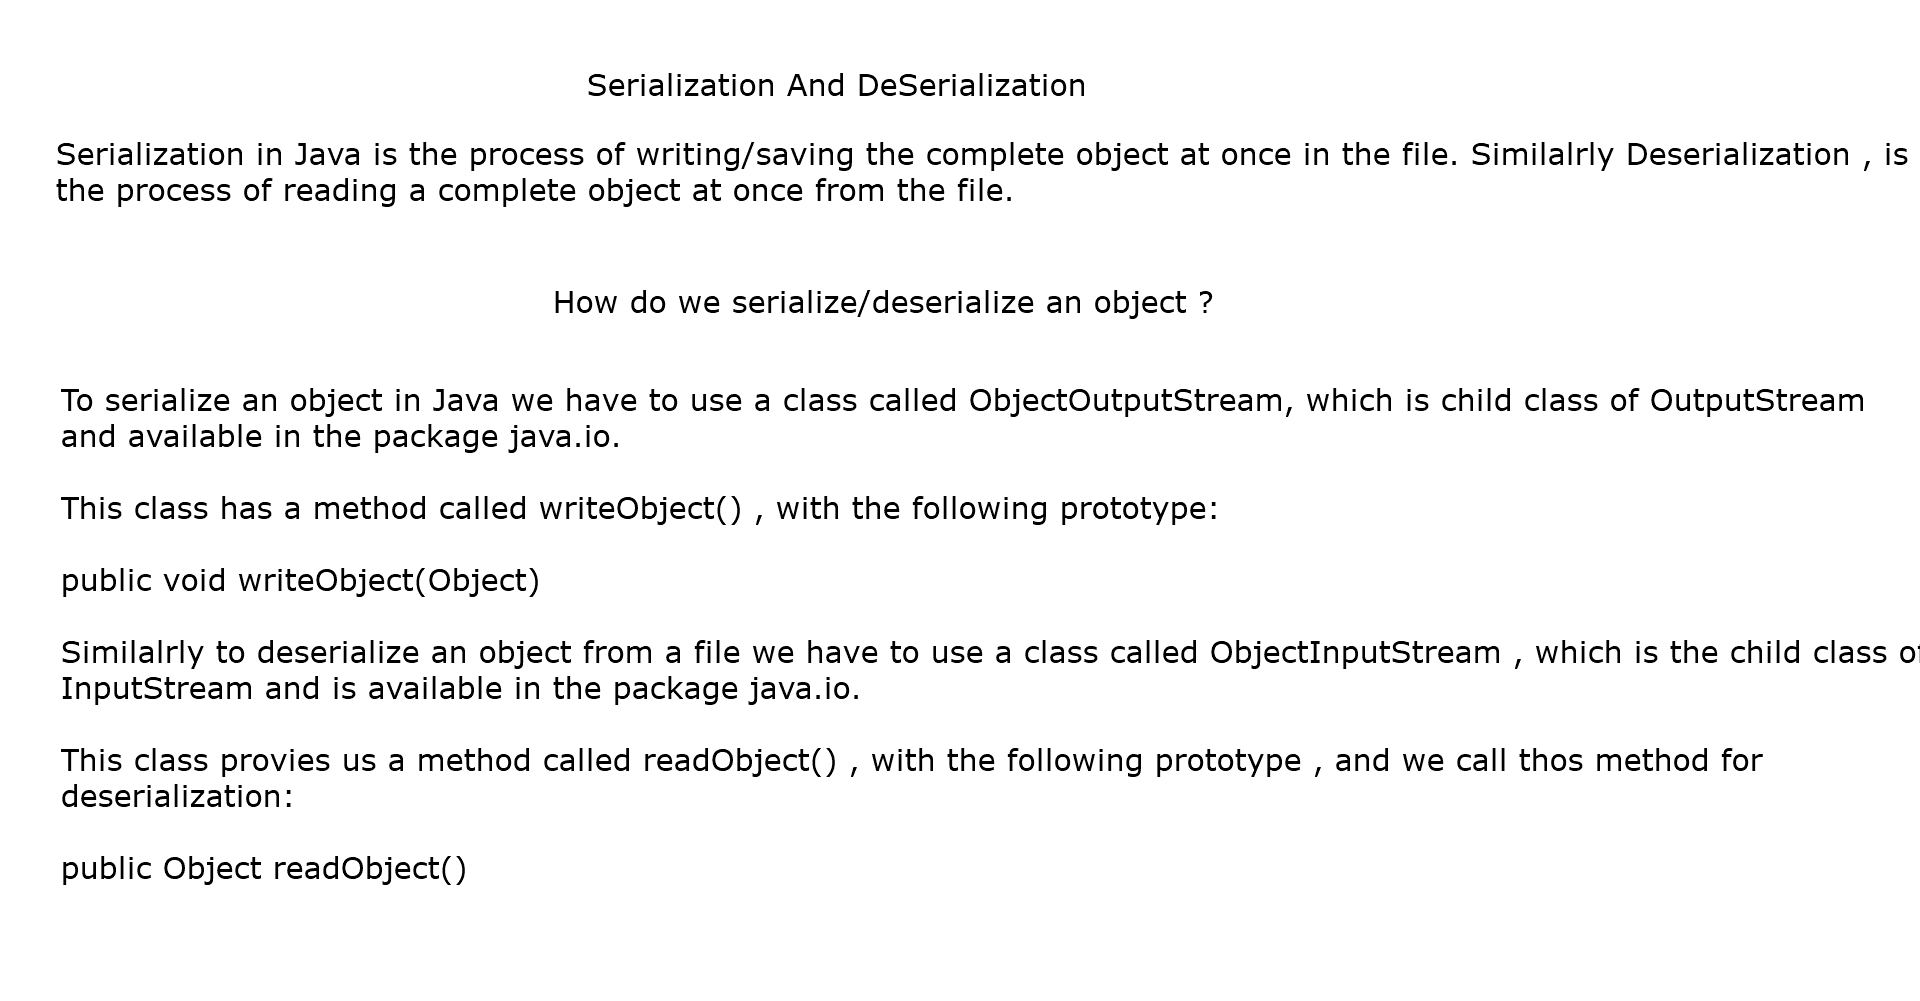 Serialization And DeSerialization
Serialization in Java is the process of writing/saving the complete object at once in the file. Similalrly Deserialization , is
the process of reading a complete object at once from the file.
How do we serialize/deserialize an object ?
To serialize an object in Java we have to use a class called ObjectOutputStream, which is child class of OutputStream
and available in the package java.io.
This class has a method called writeObject() , with the following prototype:
public void writeObject(Object)
Similalrly to deserialize an object from a file we have to use a class called ObjectInputStream , which is the child class of
InputStream and is available in the package java.io.
This class provies us a method called readObject() , with the following prototype , and we call thos method for
deserialization:
public Object readObject()